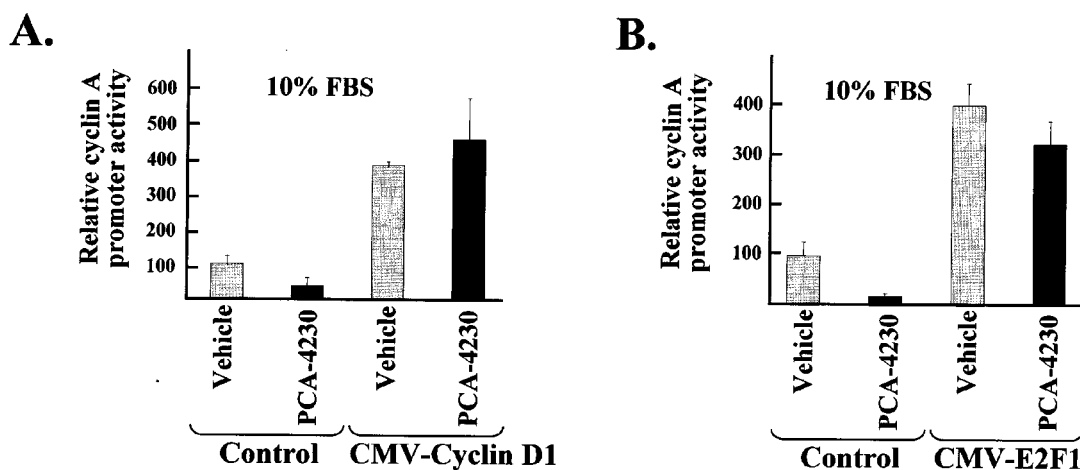 A.
Relative cyclin A
promoter activity
10% FBS
600
500
400
300
200
100
Vehicle
PCA-4230
Vehicle
PCA-4230
Control
CMV-Cyclin D1
B.
Relative cyclin A
promoter activity
10% FBS
400
300
200
100
Vehicle
PCA-4230
Vehicle
PCA-4230
Control
CMV-E2F1